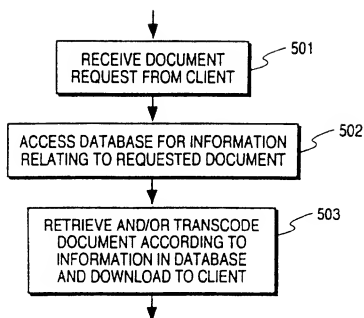 RECEIVE DOCUMENT
REQUEST FROM CLIENT
501
ACCESS DATABASE FOR INFORMATION
RELATING TO REQUESTED DOCUMENT
502
RETRIEVE AND/OR TRANSCODE
DOCUMENT ACCORDING TO
INFORMATION IN DATABASE
AND DOWNLOAD TO CLIENT
503